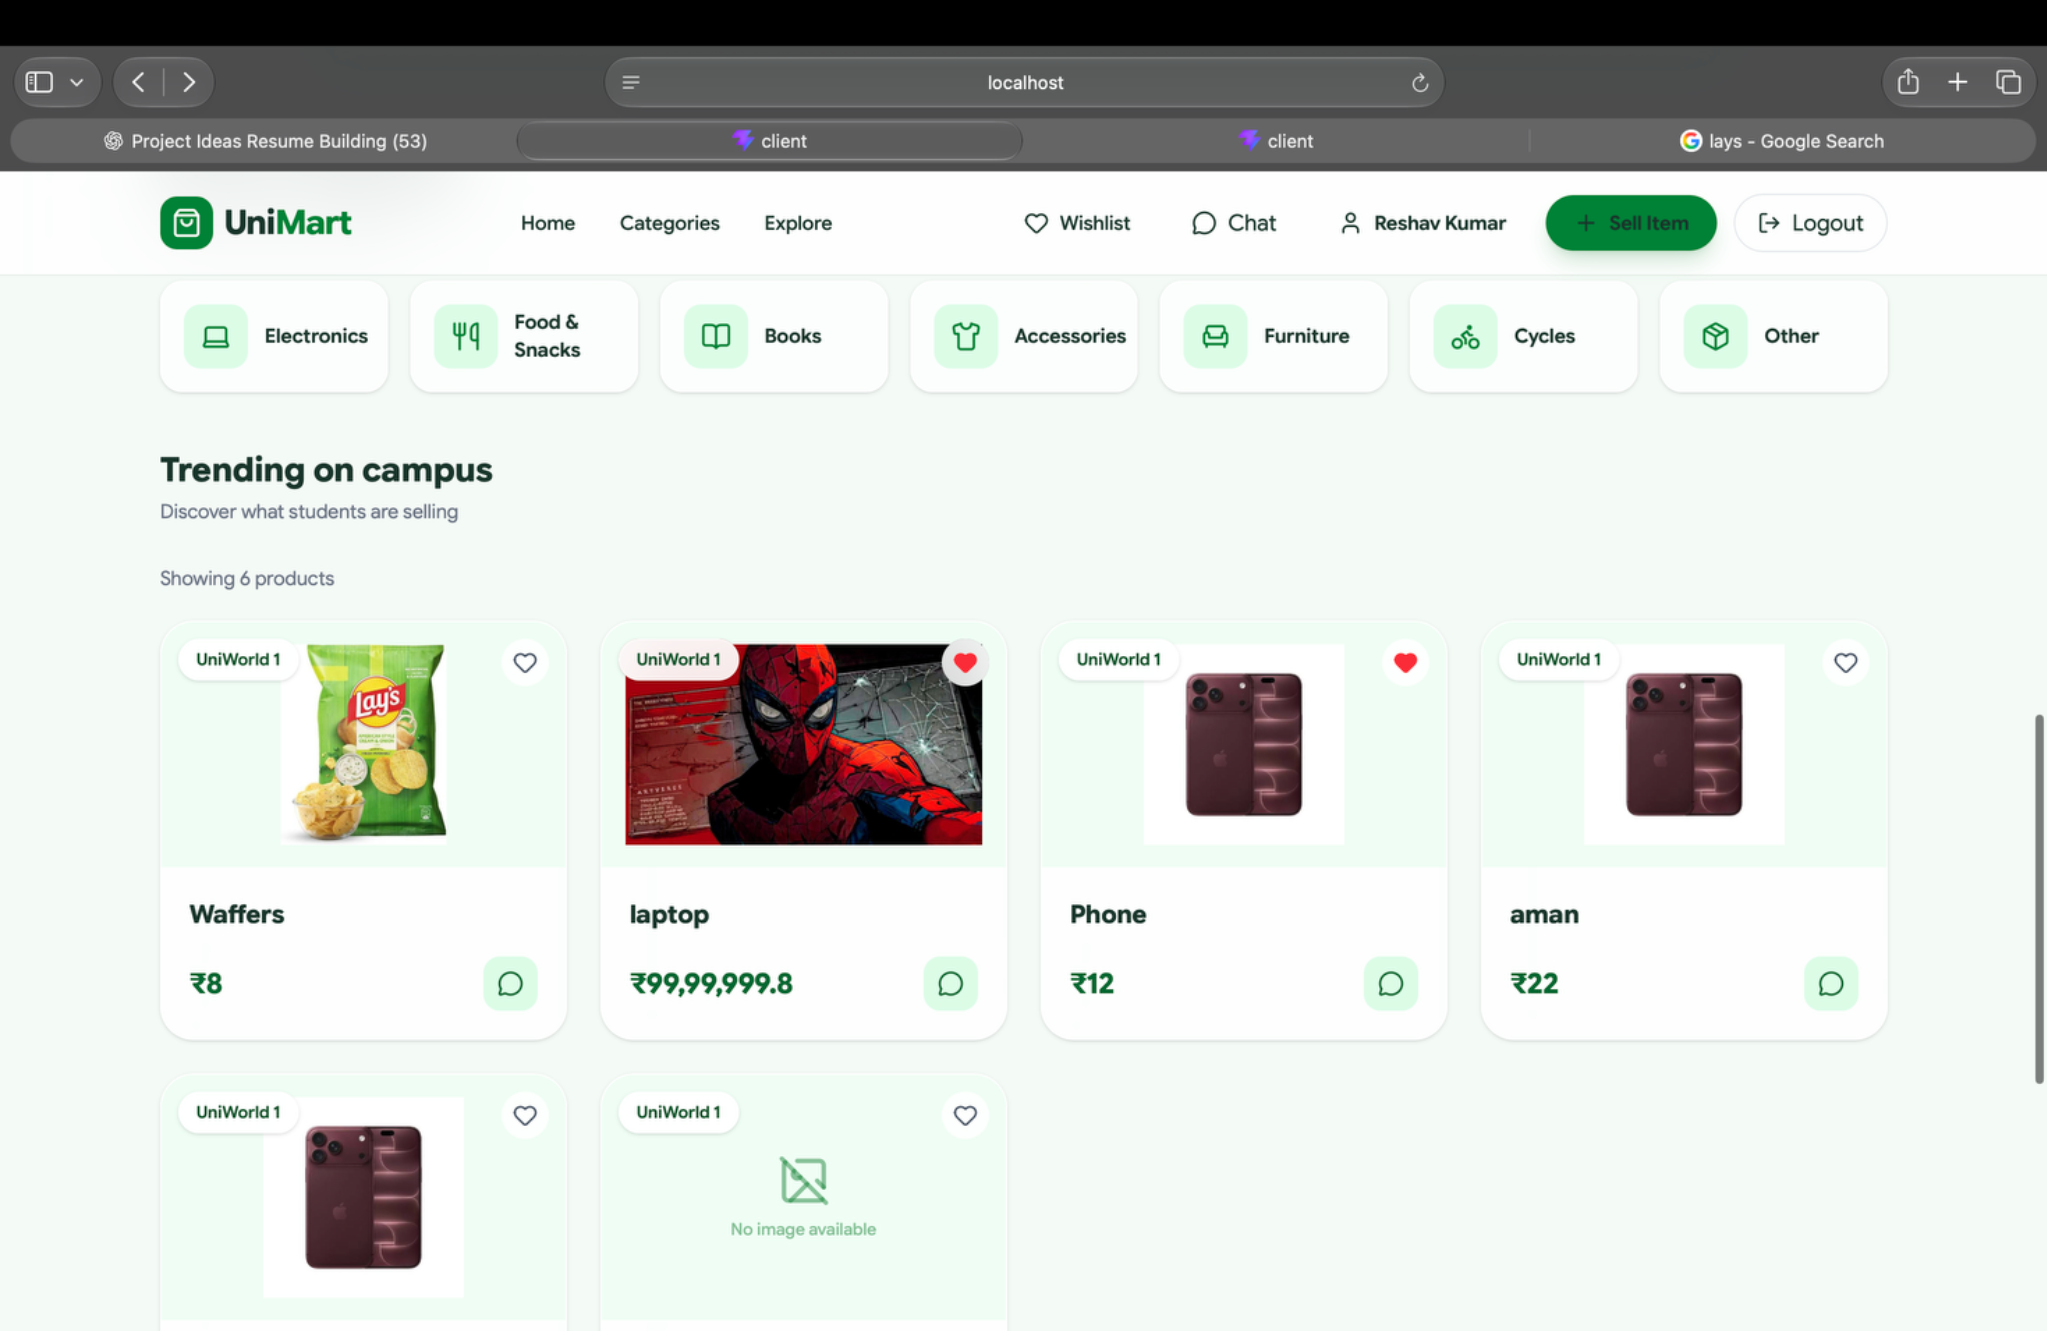 localhost
Project Ideas Resume Building (53)
client
client
lays - Google Search
UniMart
Home
Categories
Explore
Wishlist
Chat
Reshav Kumar
+ Sell Item
Logout
Electronics
Food &
Snacks
Books
Accessories
Furniture
Cycles
Other
Trending on campus
Discover what students are selling
Showing 6 products
UniWorld 1
Lay's
Waffers
₹8
UniWorld 1
laptop
₹99,99,999.8
UniWorld 1
Phone
₹12
UniWorld 1
aman
₹22
UniWorld 1
UniWorld 1
No image available